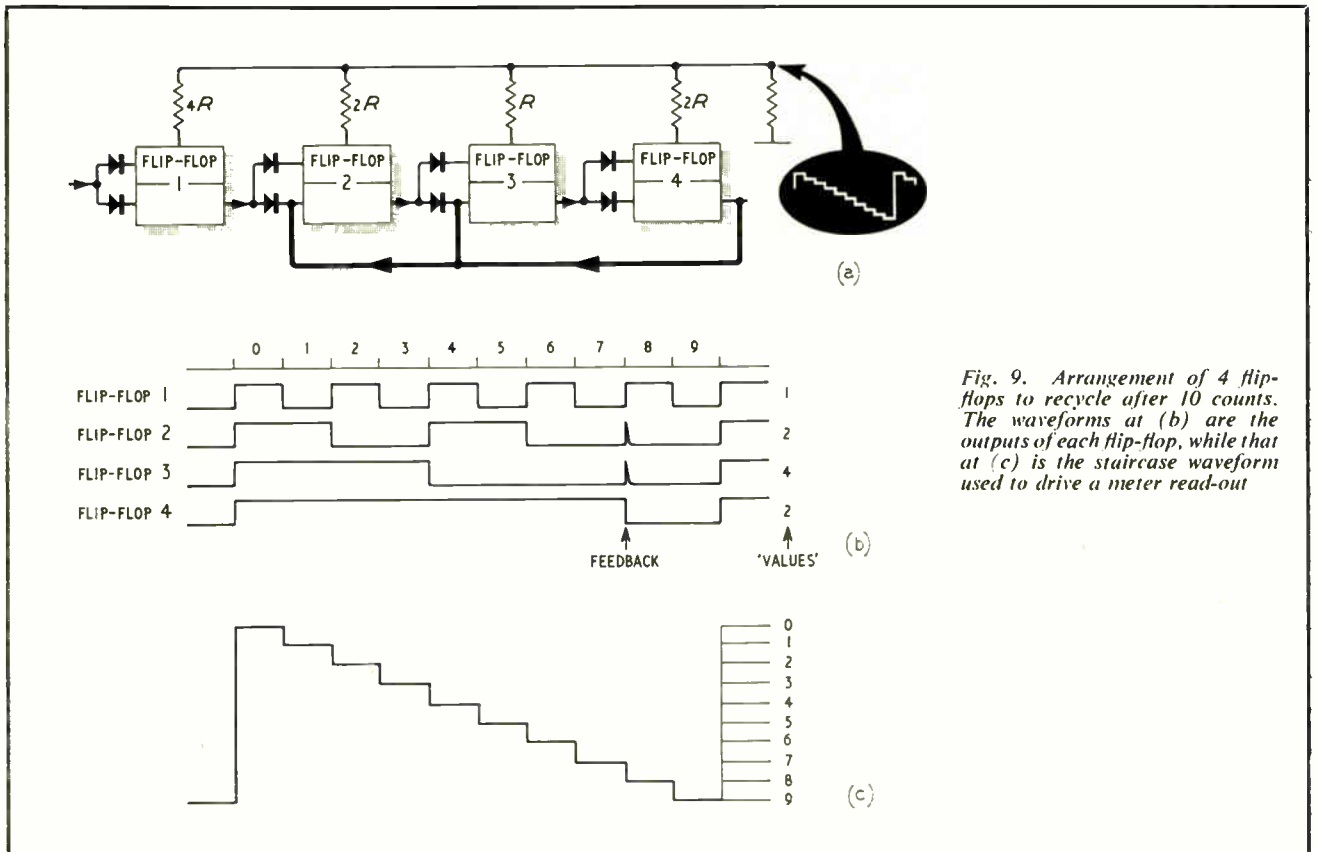 4R
2R
R
2R
FLIP-FLOP
1
FLIP-FLOP
2
FLIP-FLOP
3
FLIP-FLOP
4
(a)
0 1 2 3 4 5 6 7 8 9
FLIP-FLOP 1 1
FLIP-FLOP 2 2
FLIP-FLOP 3 4
FLIP-FLOP 4 2
FEEDBACK
'VALUES'
(b)
Fig. 9. Arrangement of 4 flip-
flops to recycle after 10 counts.
The waveforms at (b) are the
outputs of each flip-flop, while that
at (c) is the staircase waveform
used to drive a meter read-out
0
1
2
3
4
5
6
7
8
9
(c)